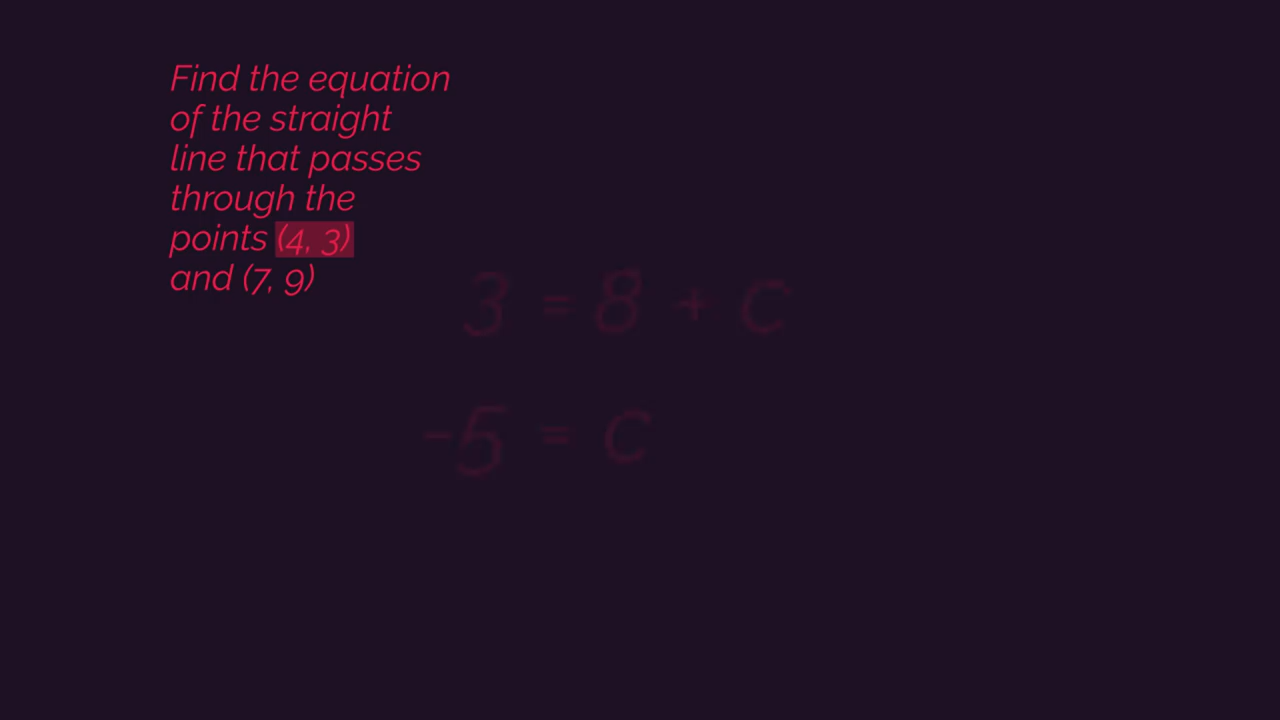 Find the equation
of the straight
line that passes
through the
points (4, 3)
and (7, 9)
3 = 8 + c
-5 = c